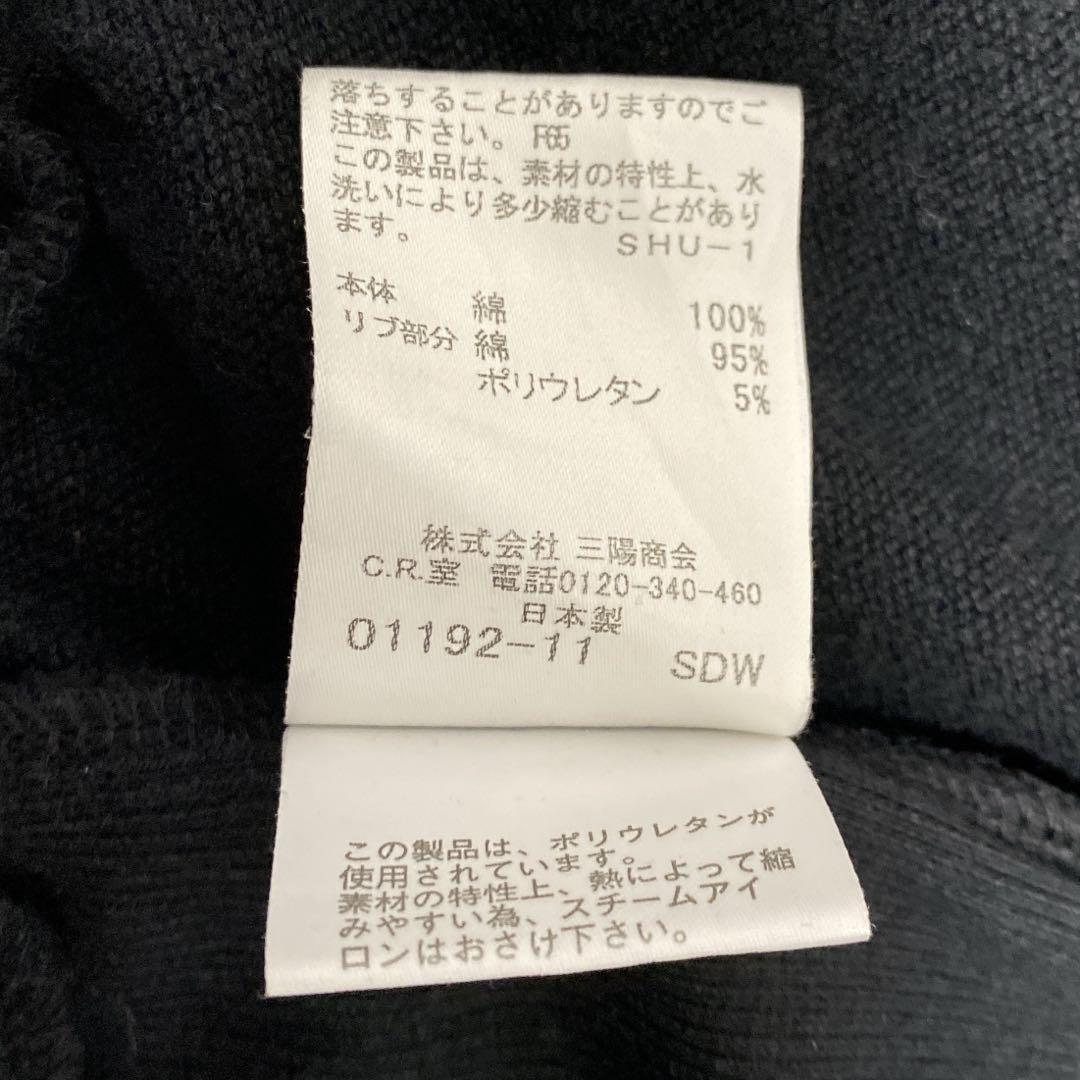 落ちすることがありますのでご
注意下さい。 F65
この製品は、素材の特性上、水
洗いにより多少縮むことがあり
ます。 SHU-1
本体 綿 100%
リブ部分 綿 95%
ポリウレタン 5%
株式会社 三陽商会
C.R.室 電話0120-340-460
日本製
01192-11 SDW
この製品は、ポリウレタンが
使用されています。
素材の特性上、熱によって縮
みやすい為、スチームアイ
ロンはおさけ下さい。